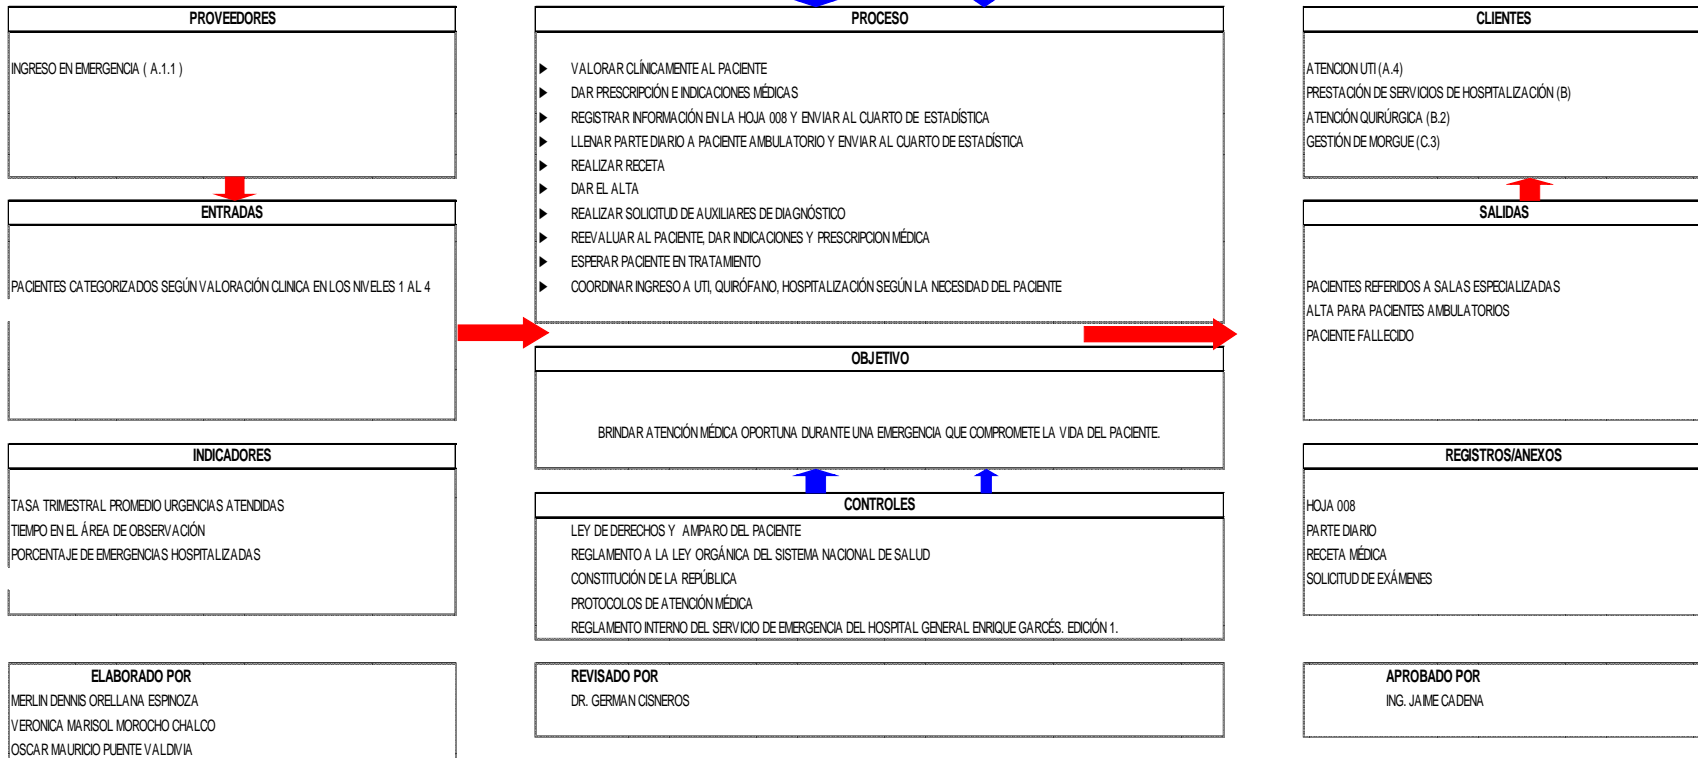 PROVEEDORES
INGRESO EN EMERGENCIA ( A.1.1 )
ENTRADAS
PACIENTES CATEGORIZADOS SEGÚN VALORACIÓN CLINICA EN LOS NIVELES 1 AL 4
INDICADORES
TASA TRIMESTRAL PROMEDIO URGENCIAS ATENDIDAS
TIEMPO EN EL ÁREA DE OBSERVACIÓN
PORCENTAJE DE EMERGENCIAS HOSPITALIZADAS
ELABORADO POR
MERLIN DENNIS ORELLANA ESPINOZA
VERONICA MARISOL MOROCHO CHALCO
OSCAR MAURICIO PUENTE VALDIVIA
PROCESO
VALORAR CLÍNICAMENTE AL PACIENTE
DAR PRESCRIPCIÓN E INDICACIONES MÉDICAS
REGISTRAR INFORMACIÓN EN LA HOJA 008 Y ENVIAR AL CUARTO DE ESTADÍSTICA
LLENAR PARTE DIARIO A PACIENTE AMBULATORIO Y ENVIAR AL CUARTO DE ESTADÍSTICA
REALIZAR RECETA
DAR EL ALTA
REALIZAR SOLICITUD DE AUXILIARES DE DIAGNÓSTICO
REEVALUAR AL PACIENTE, DAR INDICACIONES Y PRESCRIPCION MÉDICA
ESPERAR PACIENTE EN TRATAMIENTO
COORDINAR INGRESO A UTI, QUIRÓFANO, HOSPITALIZACIÓN SEGÚN LA NECESIDAD DEL PACIENTE
OBJETIVO
BRINDAR ATENCIÓN MÉDICA OPORTUNA DURANTE UNA EMERGENCIA QUE COMPROMETE LA VIDA DEL PACIENTE.
CONTROLES
LEY DE DERECHOS Y AMPARO DEL PACIENTE
REGLAMENTO A LA LEY ORGÁNICA DEL SISTEMA NACIONAL DE SALUD
CONSTITUCIÓN DE LA REPÚBLICA
PROTOCOLOS DE ATENCIÓN MÉDICA
REGLAMENTO INTERNO DEL SERVICIO DE EMERGENCIA DEL HOSPITAL GENERAL ENRIQUE GARCÉS. EDICIÓN 1.
REVISADO POR
DR. GERMAN CISNEROS
CLIENTES
ATENCION UTI (A.4)
PRESTACIÓN DE SERVICIOS DE HOSPITALIZACIÓN (B)
ATENCIÓN QUIRÚRGICA (B.2)
GESTIÓN DE MORGUE (C.3)
SALIDAS
PACIENTES REFERIDOS A SALAS ESPECIALIZADAS
ALTA PARA PACIENTES AMBULATORIOS
PACIENTE FALLECIDO
REGISTROS/ANEXOS
HOJA 008
PARTE DIARIO
RECETA MÉDICA
SOLICITUD DE EXÁMENES
APROBADO POR
ING. JAIME CADENA